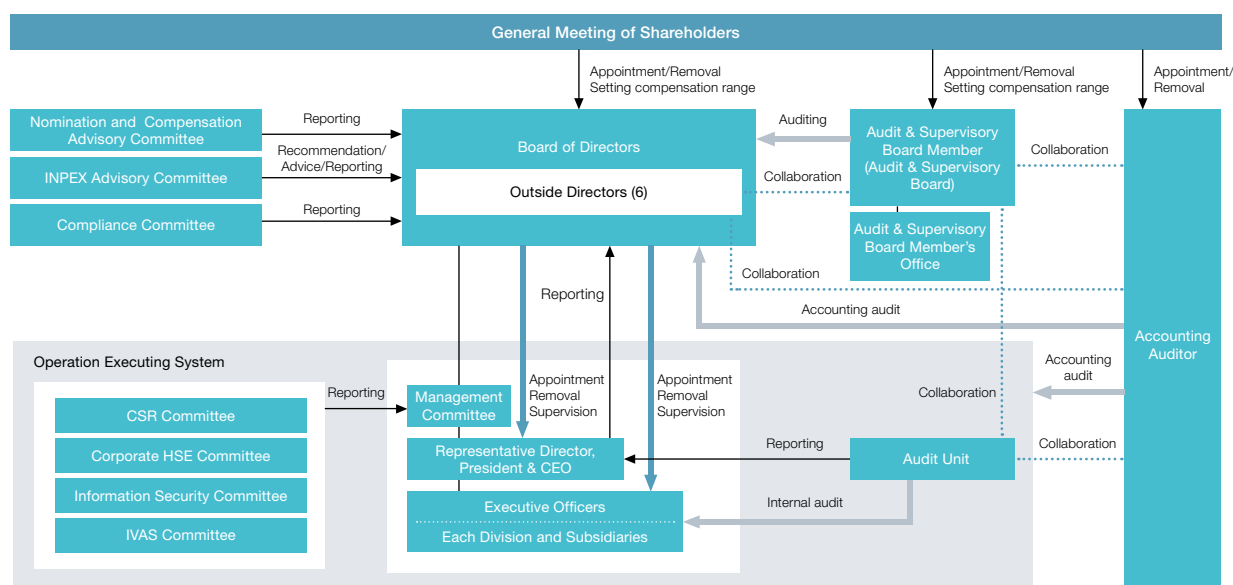 General Meeting of Shareholders
Appointment/Removal
Setting compensation range
Appointment/Removal
Setting compensation range
Appointment/
Removal
Nomination and Compensation
Advisory Committee
Reporting
INPEX Advisory Committee
Recommendation/
Advice/Reporting
Compliance Committee
Reporting
Board of Directors
Outside Directors (6)
Auditing
Collaboration
Audit & Supervisory
Board Member
(Audit & Supervisory
Board)
Collaboration
Audit & Supervisory
Board Member's
Office
Collaboration
Reporting
Accounting audit
Accounting
Auditor
Operation Executing System
CSR Committee
Corporate HSE Committee
Information Security Committee
IVAS Committee
Reporting
Management
Committee
Appointment
Removal
Supervision
Appointment
Removal
Supervision
Collaboration
Accounting
audit
Representative Director,
President & CEO
Reporting
Audit Unit
Collaboration
Executive Officers
Each Division and Subsidiaries
Internal audit